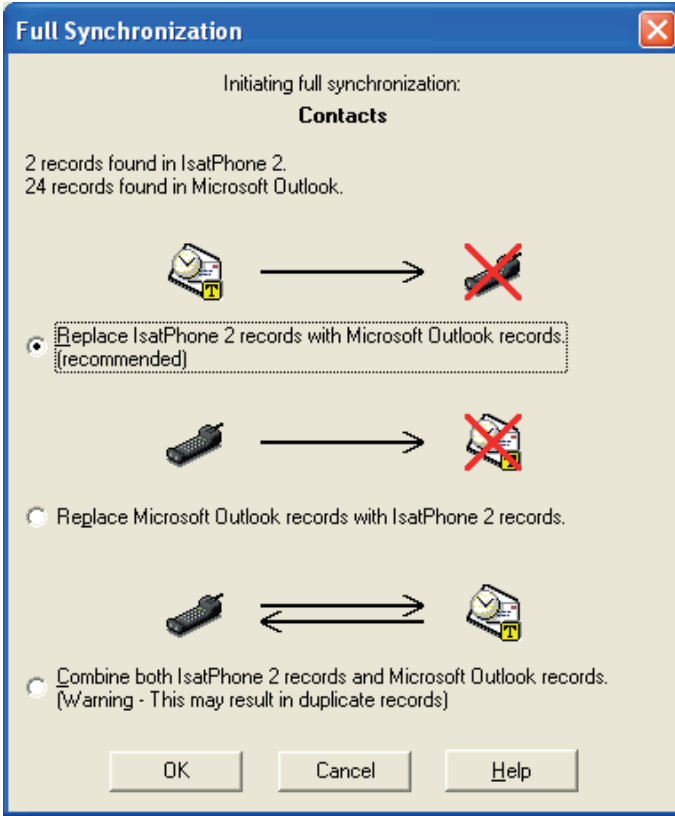 Full Synchronization
Initiating full synchronization:
Contacts
2 records found in IsatPhone 2.
24 records found in Microsoft Outlook.
T
Replace IsatPhone 2 records with Microsoft Outlook records.
(recommended)
T
Replace Microsoft Outlook records with IsatPhone 2 records.
T
Combine both IsatPhone 2 records and Microsoft Outlook records.
(Warning - This may result in duplicate records)
OK Cancel Help